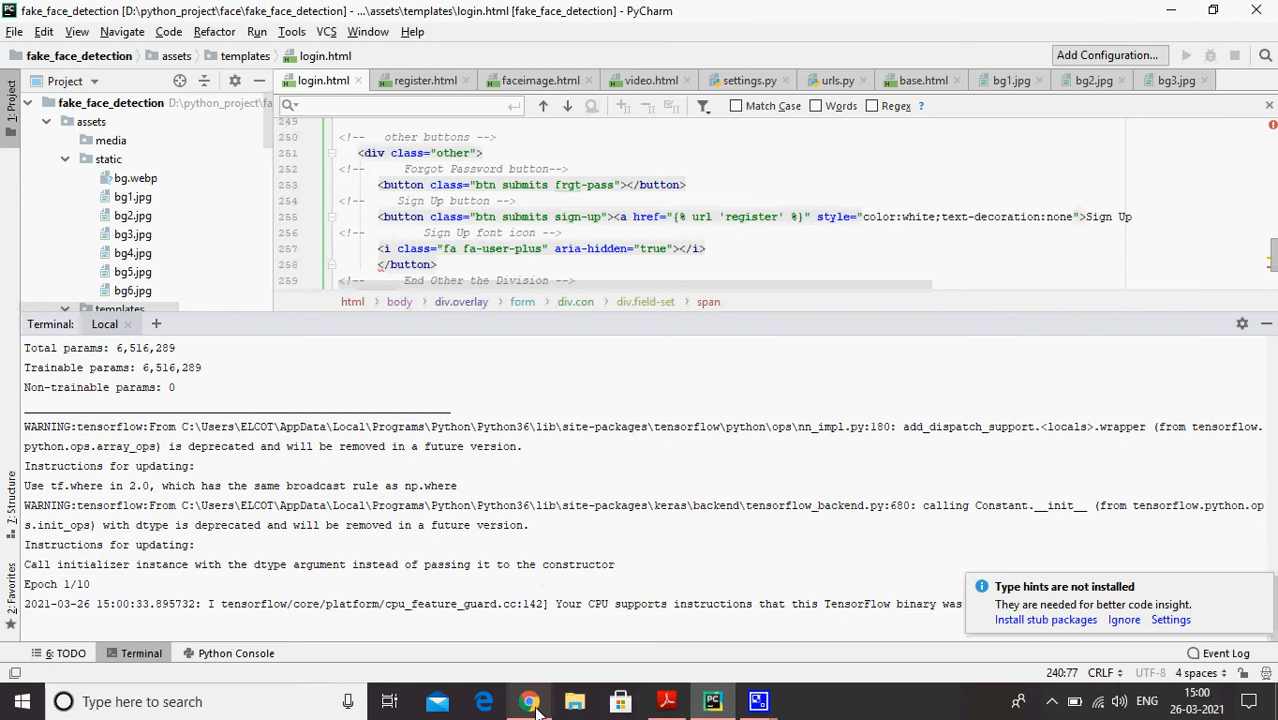 fake_face_detection [D:\python_project\face\fake_face_detection] - ...\assets\templates\login.html [fake_face_detection] - PyCharm
File Edit View Navigate Code Refactor Run Tools VCS Window Help
fake_face_detection assets templates login.html Add Configuration...
1: Project
Project login.html register.html faceimage.html video.html settings.py urls.py base.html bg1.jpg bg2.jpg bg3.jpg
fake_face_detection D:\python_project\fa
Match Case Words Regex ?
assets
media
static
bg.webp
bg1.jpg
bg2.jpg
bg3.jpg
bg4.jpg
bg5.jpg
bg6.jpg
templates
249
250 <!-- other buttons -->
251 <div class="other">
252 <!-- Forgot Password button-->
253 <button class="btn submits frgt-pass"></button>
254 <!-- Sign Up button -->
255 <button class="btn submits sign-up"><a href="{% url 'register' %}" style="color:white;text-decoration:none">Sign Up
256 <!-- Sign Up font icon -->
257 <i class="fa fa-user-plus" aria-hidden="true"></i>
258 </button>
259 <!-- End Other the Division -->
html body div.overlay form div.con div.field-set span
Terminal: Local
Total params: 6,516,289
Trainable params: 6,516,289
Non-trainable params: 0
WARNING:tensorflow:From C:\Users\ELCOT\AppData\Local\Programs\Python\Python36\lib\site-packages\tensorflow\python\ops\nn_impl.py:180: add_dispatch_support.<locals>.wrapper (from tensorflow.
python.ops.array_ops) is deprecated and will be removed in a future version.
Instructions for updating:
Use tf.where in 2.0, which has the same broadcast rule as np.where
WARNING:tensorflow:From C:\Users\ELCOT\AppData\Local\Programs\Python\Python36\lib\site-packages\keras\backend\tensorflow_backend.py:680: calling Constant.__init__ (from tensorflow.python.op
s.init_ops) with dtype is deprecated and will be removed in a future version.
Instructions for updating:
Call initializer instance with the dtype argument instead of passing it to the constructor
Epoch 1/10
2021-03-26 15:00:33.895732: I tensorflow/core/platform/cpu_feature_guard.cc:142] Your CPU supports instructions that this TensorFlow binary was
Z: Structure
2: Favorites
Type hints are not installed
They are needed for better code insight.
Install stub packages Ignore Settings
6: TODO Terminal Python Console Event Log
240:77 CRLF UTF-8 4 spaces
Type here to search
ENG
15:00
26-03-2021